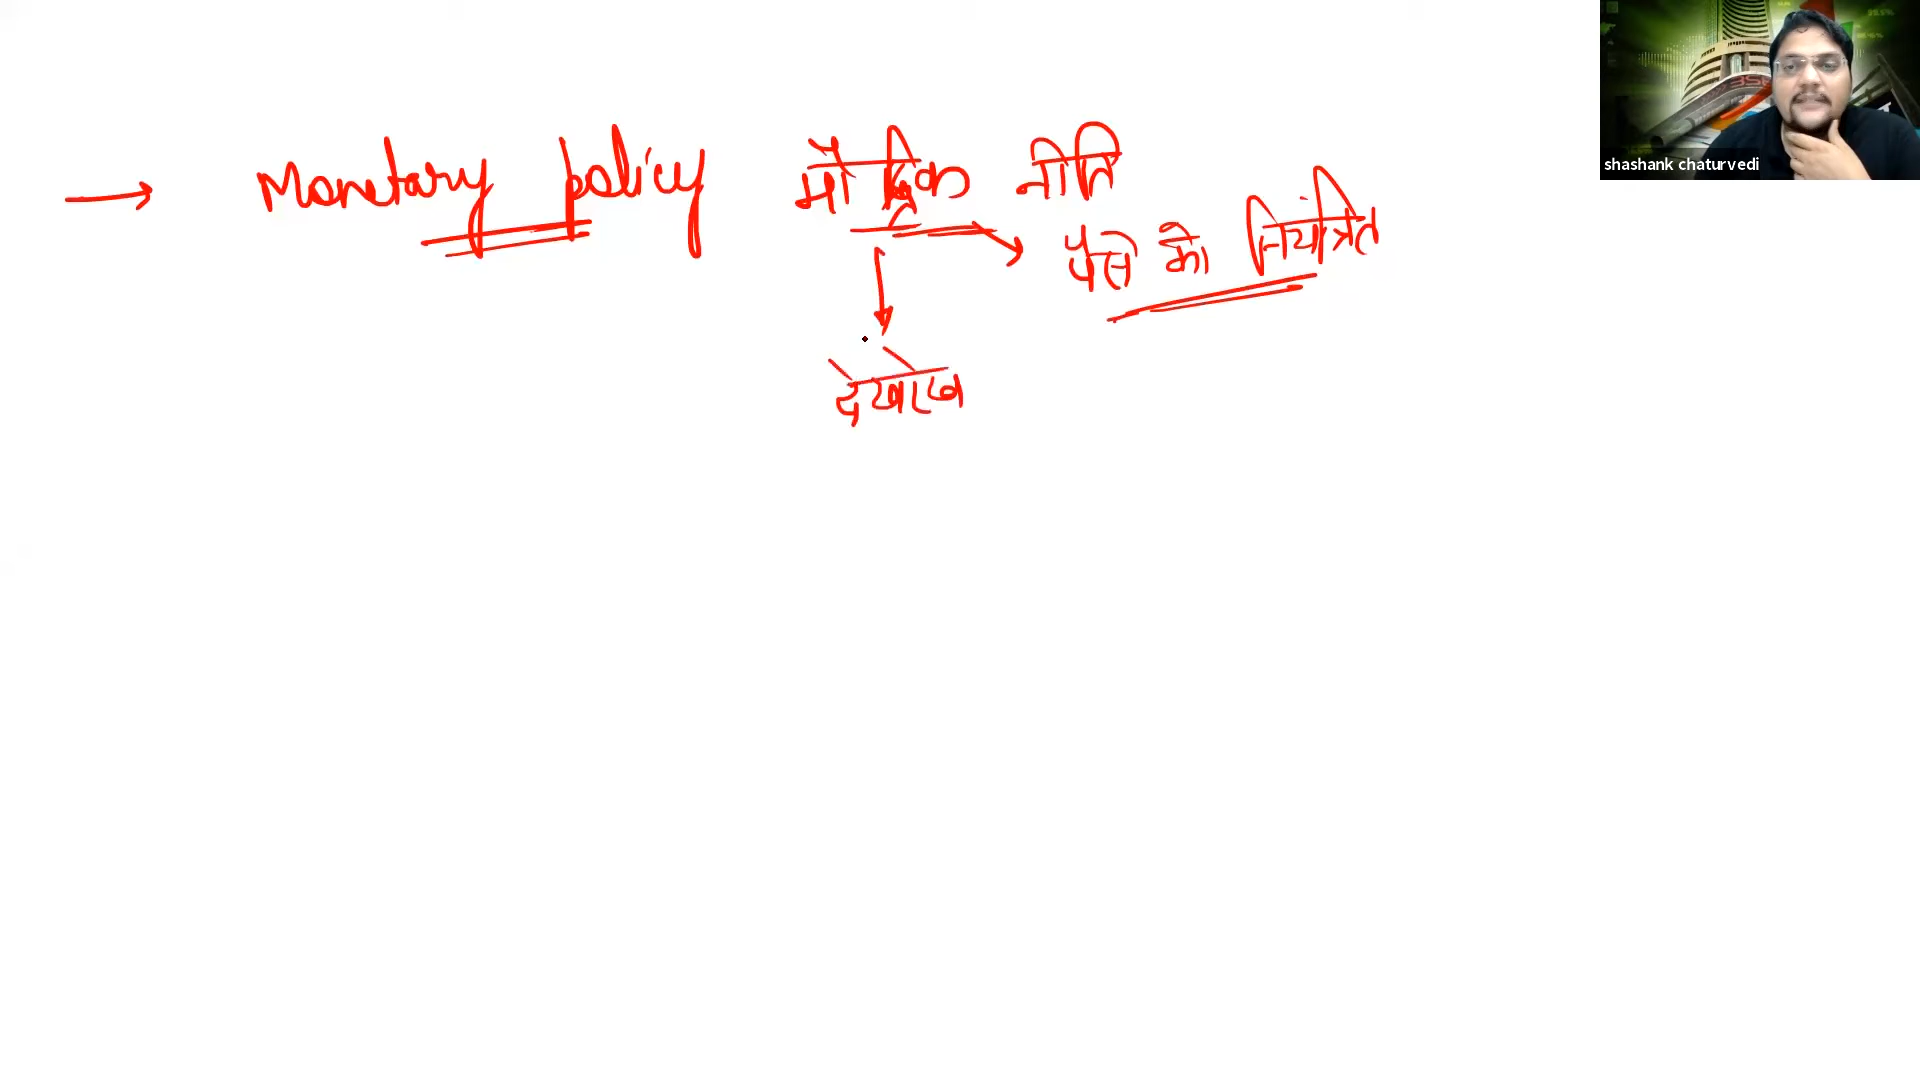 shashank chaturvedi
→ Monetary policy मौद्रिक नीति
पैसे को नियंत्रित
देखरेख